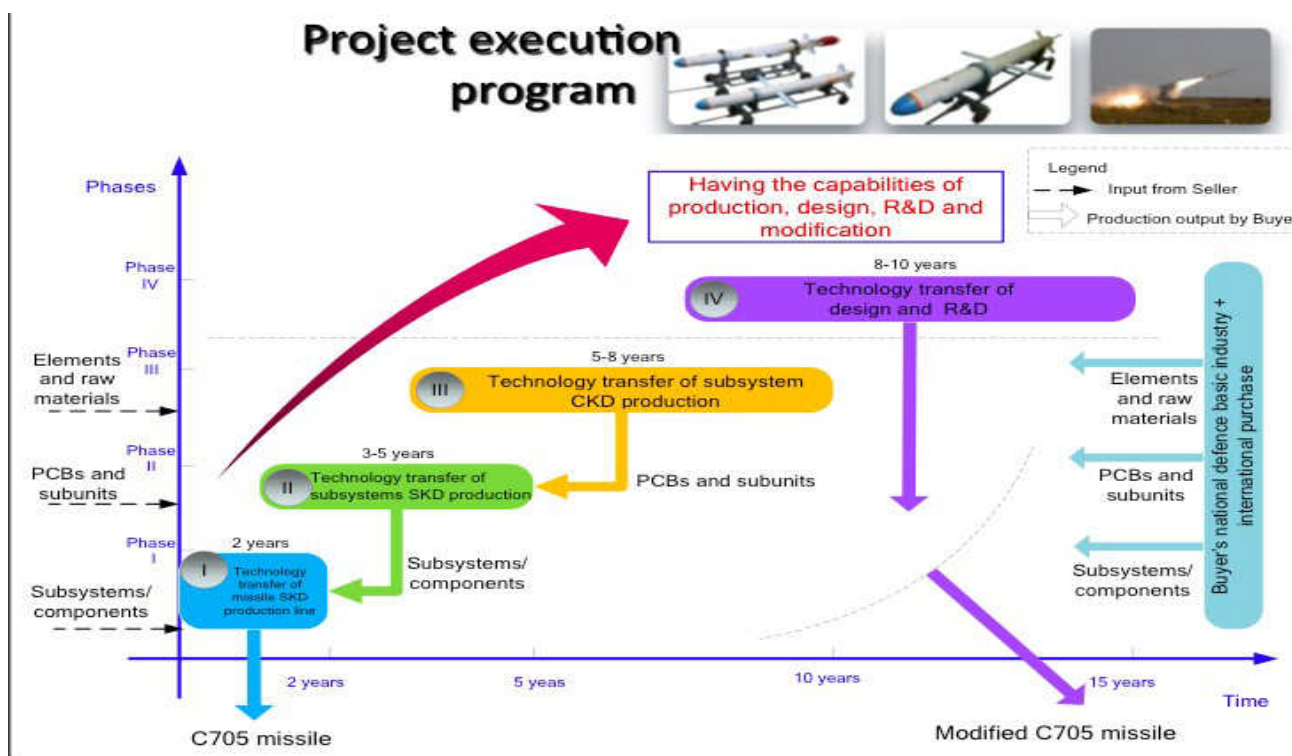 Project execution
program
Phases
Legend
Input from Seller
Production output by Buye
Having the capabilities of
production, design, R&D and
modification
Phase
IV
8-10 years
IV
Technology transfer of
design and R&D
Elements
and raw
materials
Phase
III
5-8 years
III
Technology transfer of subsystem
CKD production
Elements
and raw
materials
PCBs and
subunits
Phase
II
3-5 years
II
Technology transfer of
subsystems SKD production
PCBs and subunits
PCBs and
subunits
Subsystems/
components
Phase
I
2 years
I
Technology
transfer of
missile SKD
production line
Subsystems/
components
Subsystems/
components
Buyer's national defence basic industry +
international purchase
2 years
5 yeas
10 years
15 years
Time
C705 missile
Modified C705 missile